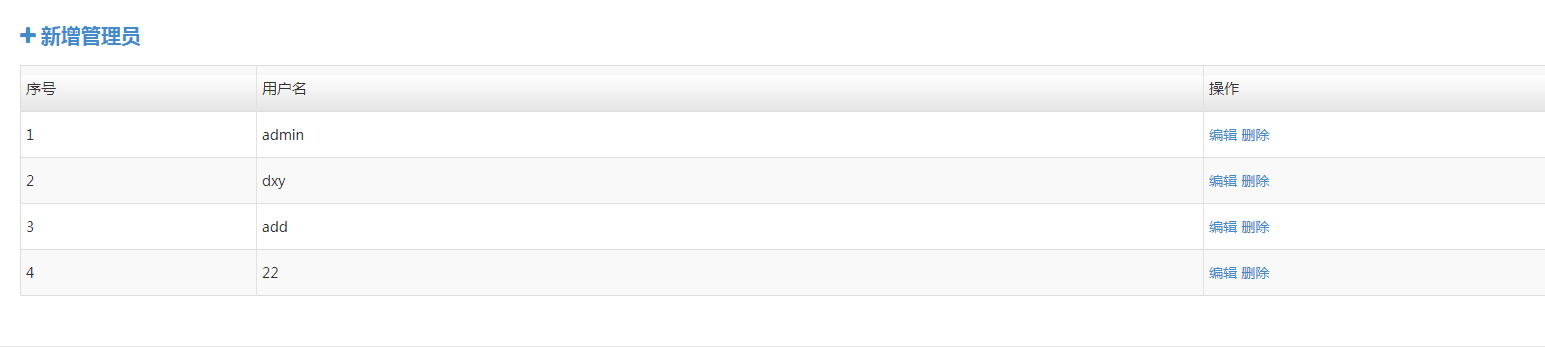 新增管理员
序号 用户名 操作
1 admin 编辑 删除
2 dxy 编辑 删除
3 add 编辑 删除
4 22 编辑 删除